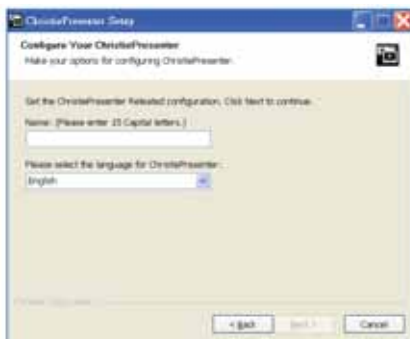 ChristiePresenter Setup
Configure Your ChristiePresenter
Make your options for configuring ChristiePresenter.
Get the ChristiePresenter Releated configuration. Click Next to continue.
Name: [Please enter 15 Capital letters.]
Please select the language for ChristiePresenter:
English
< Back
Next >
Cancel